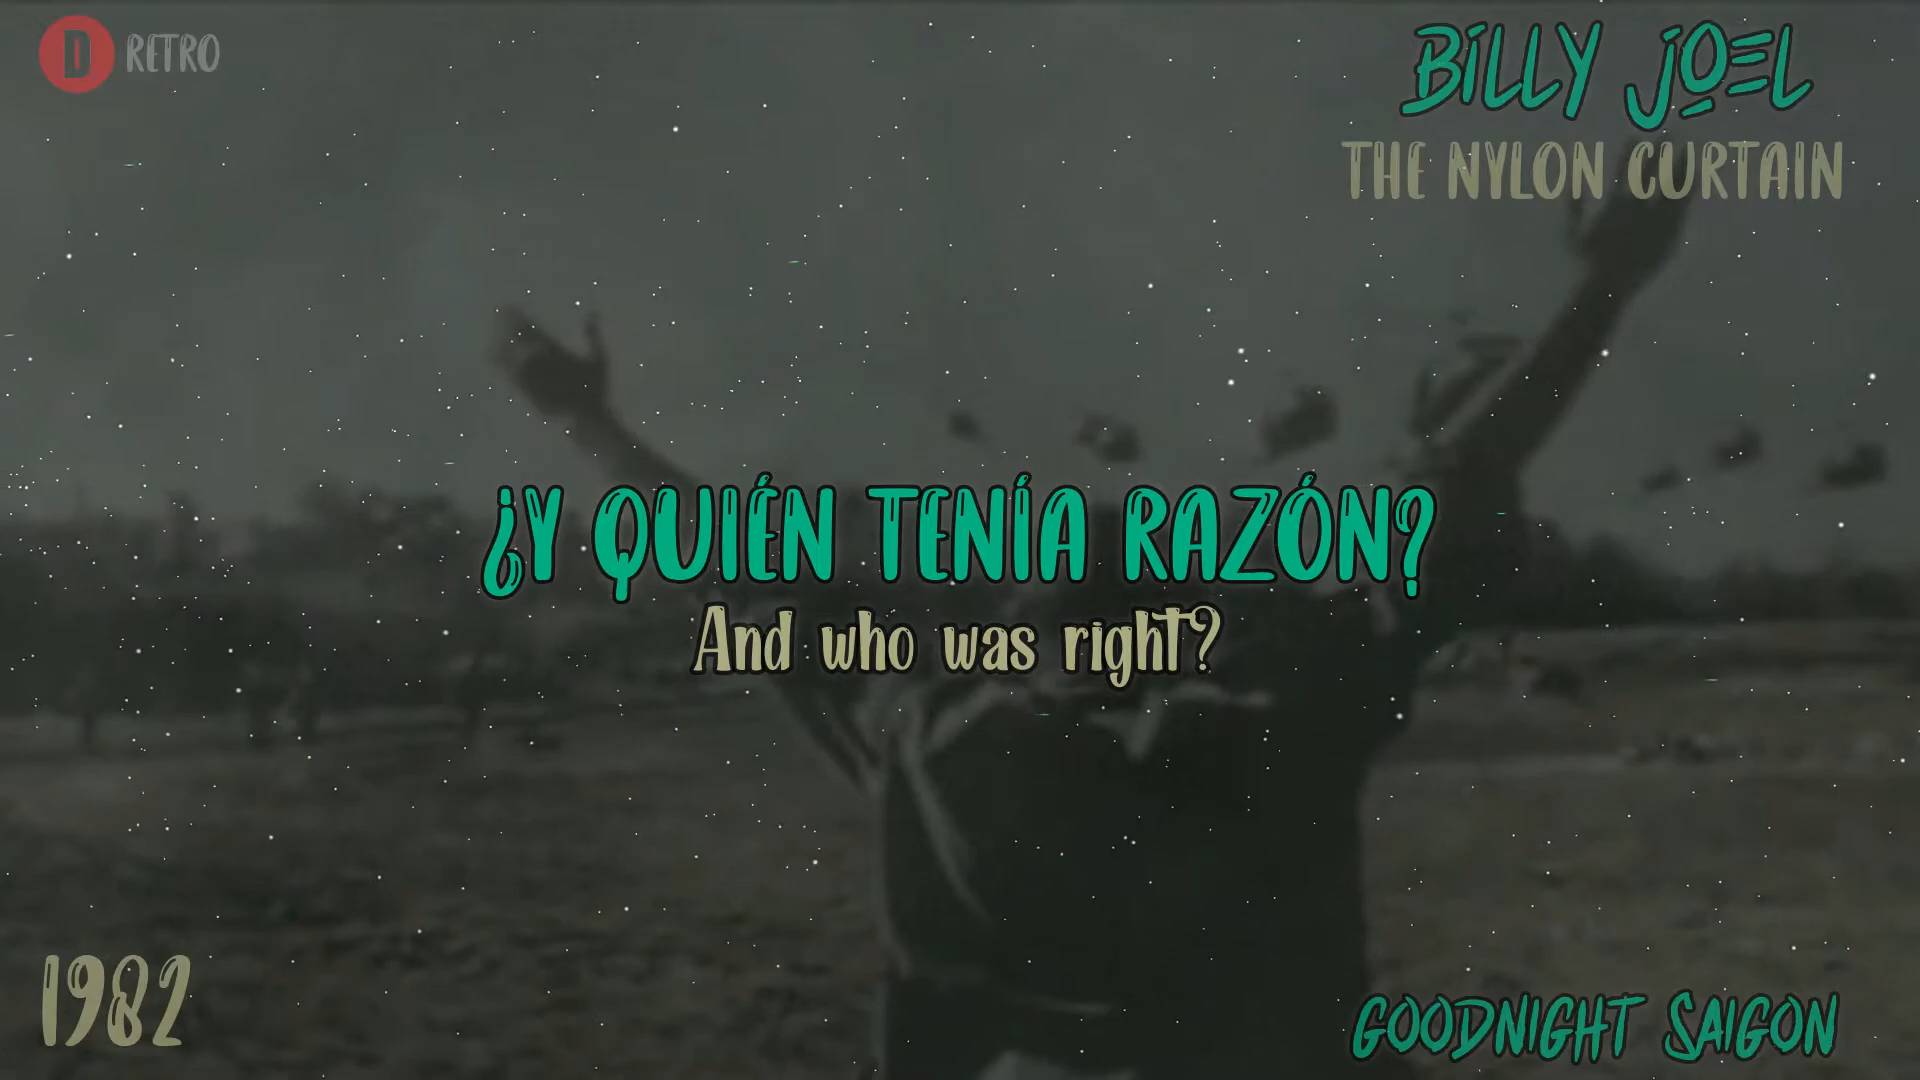 D RETRO
BILLY JOEL
THE NYLON CURTAIN
¿Y QUIÉN TENÍA RAZÓN?
And who was right?
1982
GOODNIGHT SAIGON